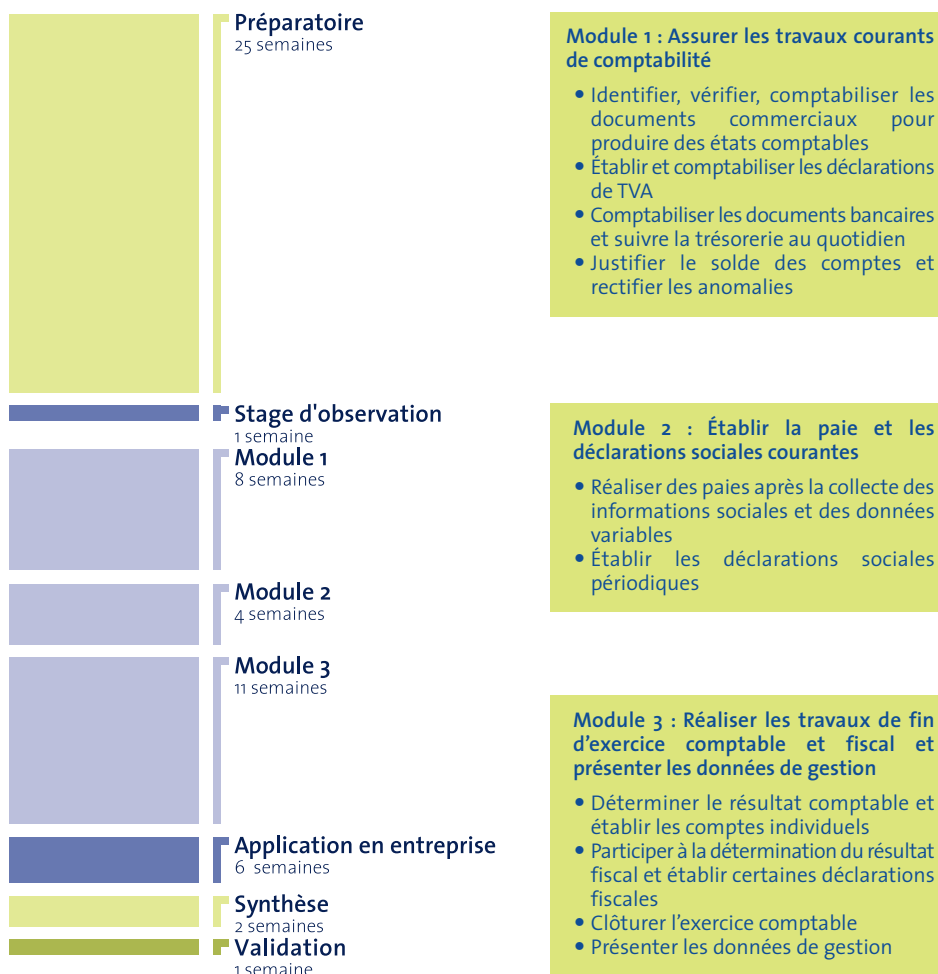 Préparatoire
25 semaines
Stage d'observation
1 semaine
Module 1
8 semaines
Module 2
4 semaines
Module 3
11 semaines
Application en entreprise
6 semaines
Synthèse
2 semaines
Validation
1 semaine
Module 1 : Assurer les travaux courants
de comptabilité
• Identifier, vérifier, comptabiliser les
documents commerciaux pour
produire des états comptables
• Établir et comptabiliser les déclarations
de TVA
• Comptabiliser les documents bancaires
et suivre la trésorerie au quotidien
• Justifier le solde des comptes et
rectifier les anomalies
Module 2 : Établir la paie et les
déclarations sociales courantes
• Réaliser des paies après la collecte des
informations sociales et des données
variables
• Établir les déclarations sociales
périodiques
Module 3 : Réaliser les travaux de fin
d'exercice comptable et fiscal et
présenter les données de gestion
• Déterminer le résultat comptable et
établir les comptes individuels
• Participer à la détermination du résultat
fiscal et établir certaines déclarations
fiscales
• Clôturer l'exercice comptable
• Présenter les données de gestion